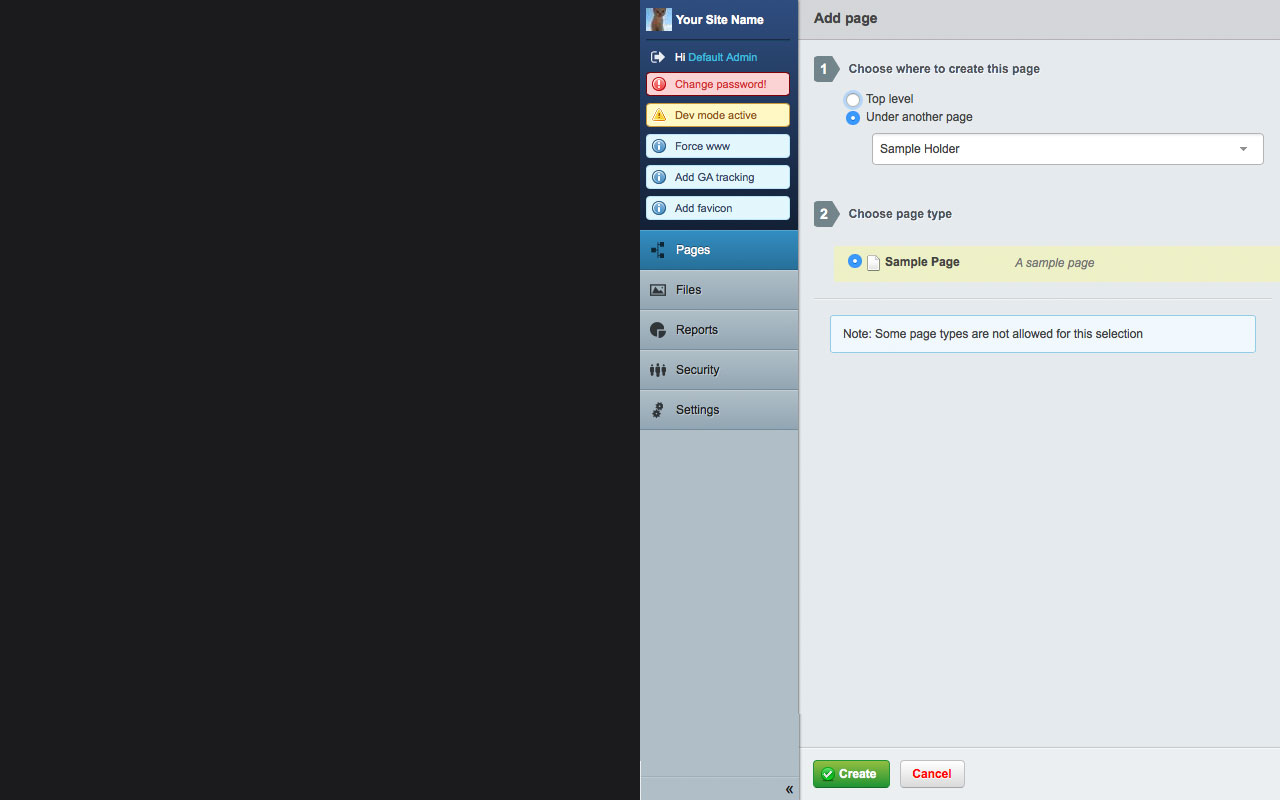 Your Site Name
Hi Default Admin
Change password!
Dev mode active
Force www
Add GA tracking
Add favicon
Pages
Files
Reports
Security
Settings
«
Add page
1 Choose where to create this page
Top level
Under another page
Sample Holder
2 Choose page type
Sample Page A sample page
Note: Some page types are not allowed for this selection
Create Cancel